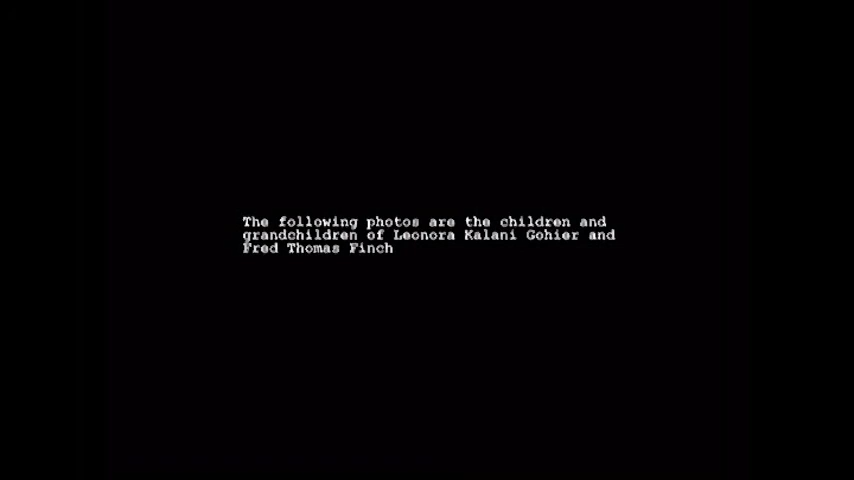 The following photos are the children and
grandchildren of Leonora Kalani Gohier and
Fred Thomas Finch